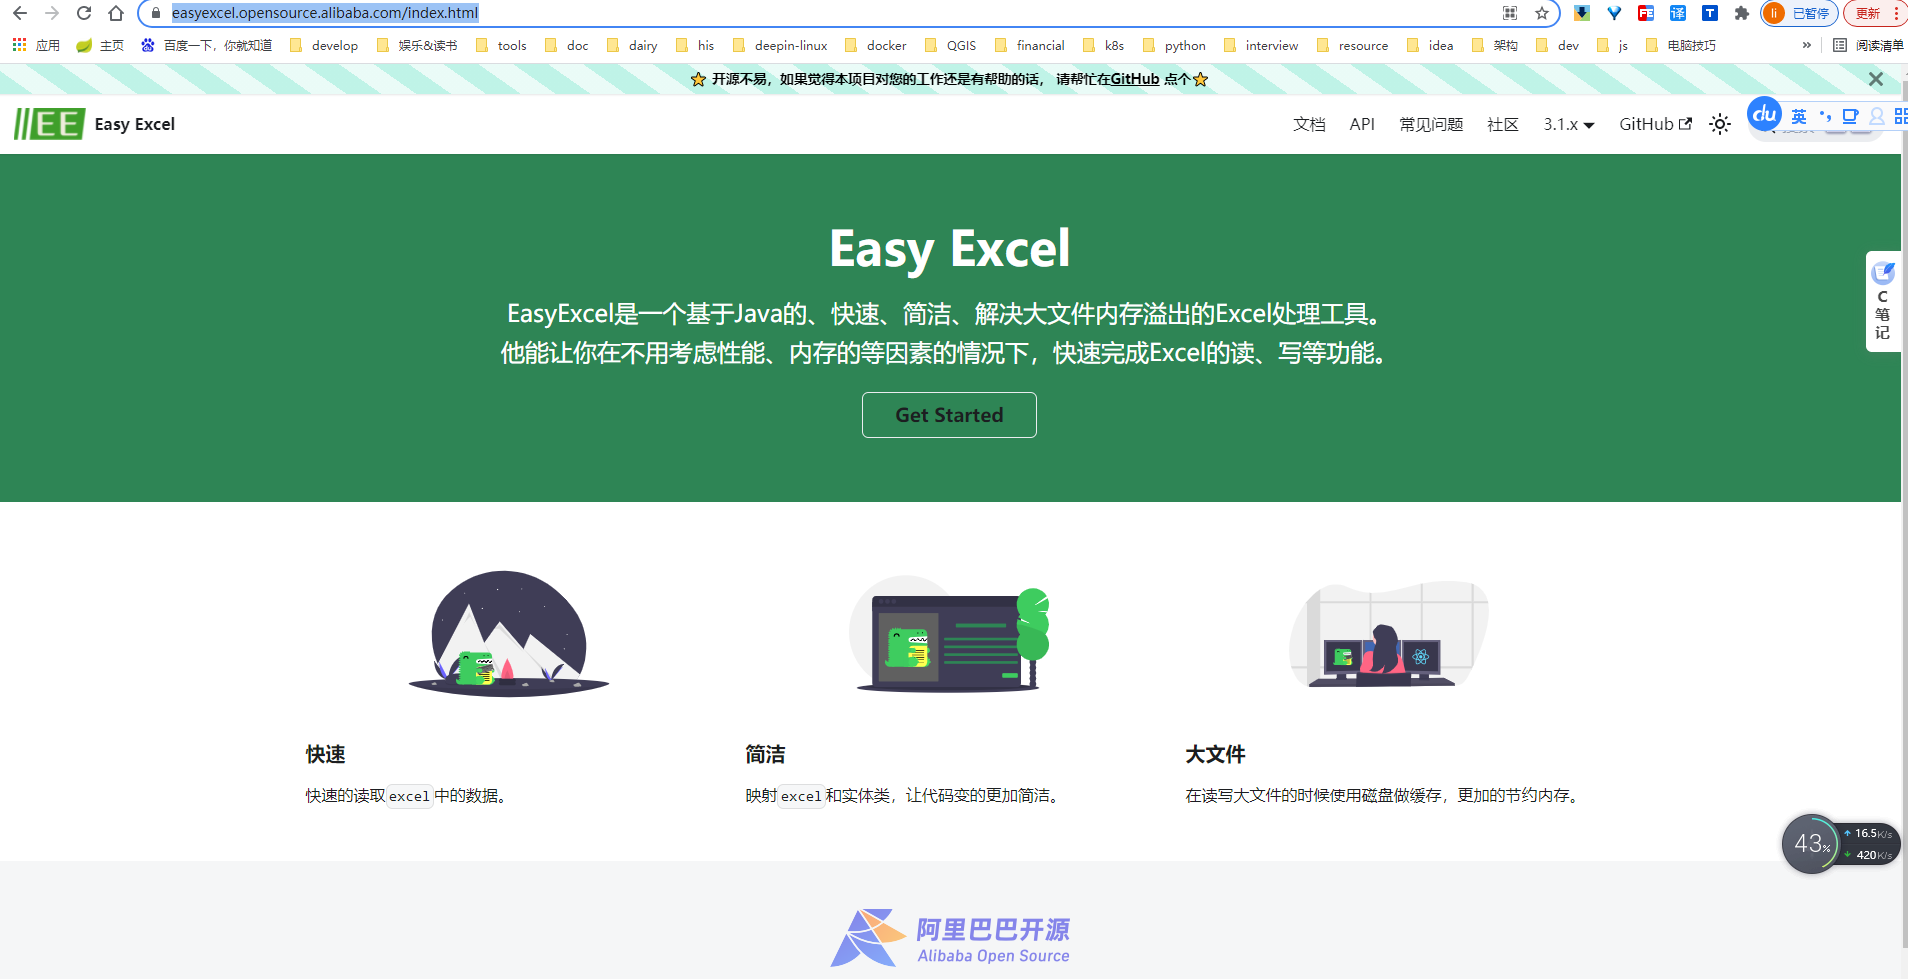 easyexcel.opensource.alibaba.com/index.html
li 已暂停 更新
应用 主页 百度一下，你就知道 develop 娱乐&读书 tools doc dairy his deepin-linux docker QGIS financial k8s python interview resource idea 架构 dev js 电脑技巧 » 阅读清单
⭐ 开源不易，如果觉得本项目对您的工作还是有帮助的话， 请帮忙在GitHub 点个⭐
EE Easy Excel
文档 API 常见问题 社区 3.1.x GitHub
du 英
Easy Excel
EasyExcel是一个基于Java的、快速、简洁、解决大文件内存溢出的Excel处理工具。
他能让你在不用考虑性能、内存的等因素的情况下，快速完成Excel的读、写等功能。
Get Started
C
笔
记
快速
快速的读取excel中的数据。
简洁
映射excel和实体类，让代码变的更加简洁。
大文件
在读写大文件的时候使用磁盘做缓存，更加的节约内存。
43%
16.5K/s
420K/s
阿里巴巴开源
Alibaba Open Source